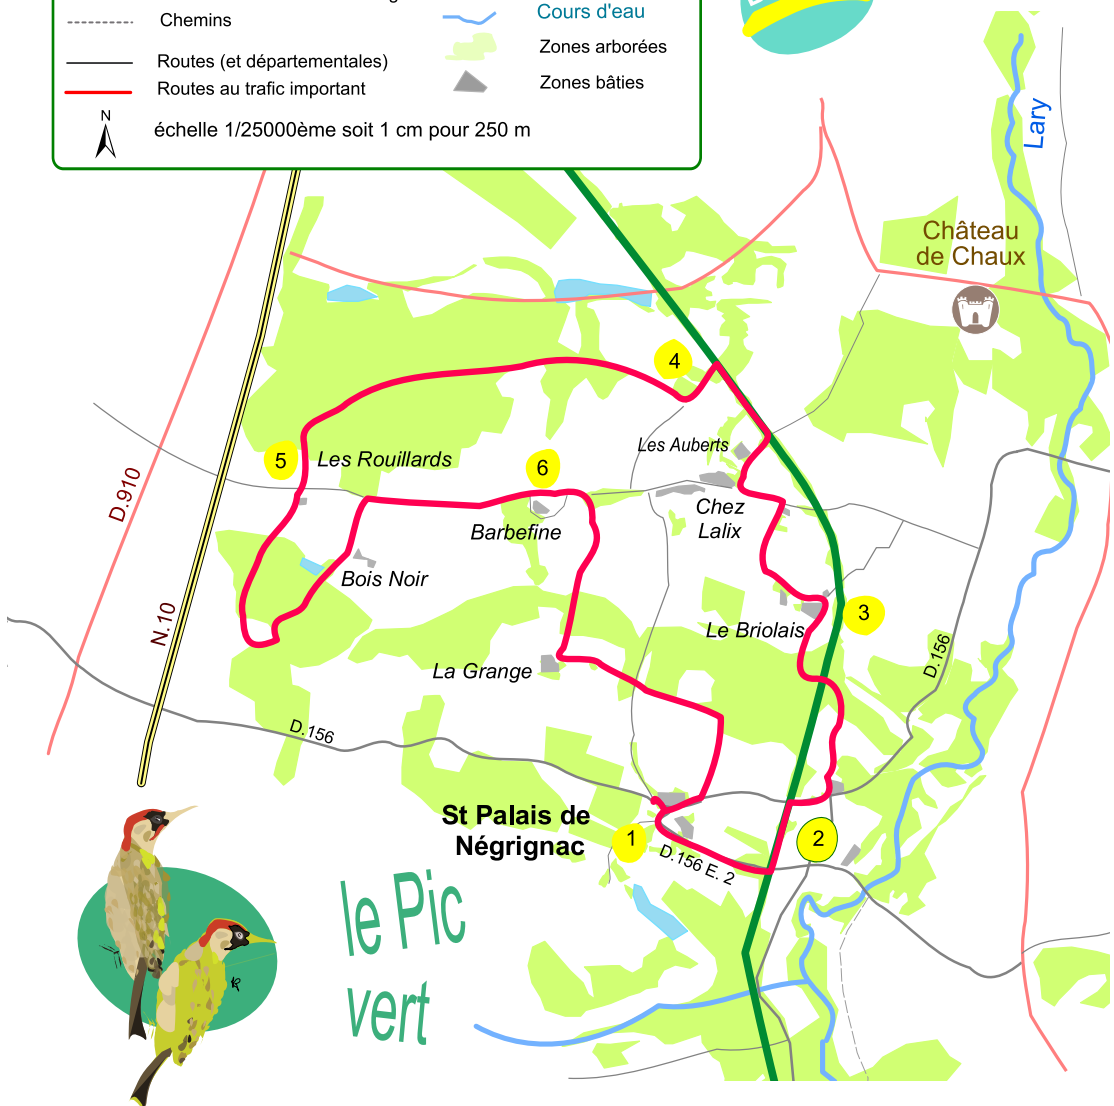 Chemins
Cours d'eau
Zones arborées
Routes (et départementales)
Zones bâties
Routes au trafic important
N
échelle 1/25000ème soit 1 cm pour 250 m
Lary
Château
de Chaux
4
Les Auberts
5
Les Rouillards
6
D.910
Chez
Lalix
Barbefine
Bois Noir
N.10
3
Le Briolais
D.156
La Grange
D.156
St Palais de
Négrignac
1
2
D.156 E. 2
le Pic
vert